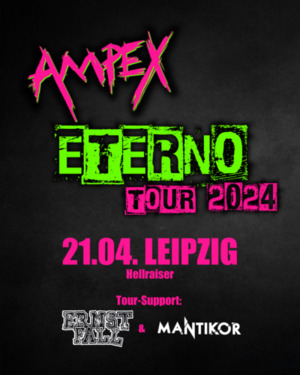 AMPEX
ETERNO
TOUR 2024
21.04. LEIPZIG
Hellraiser
Tour-Support:
ERNST FALL & MANTIKOR